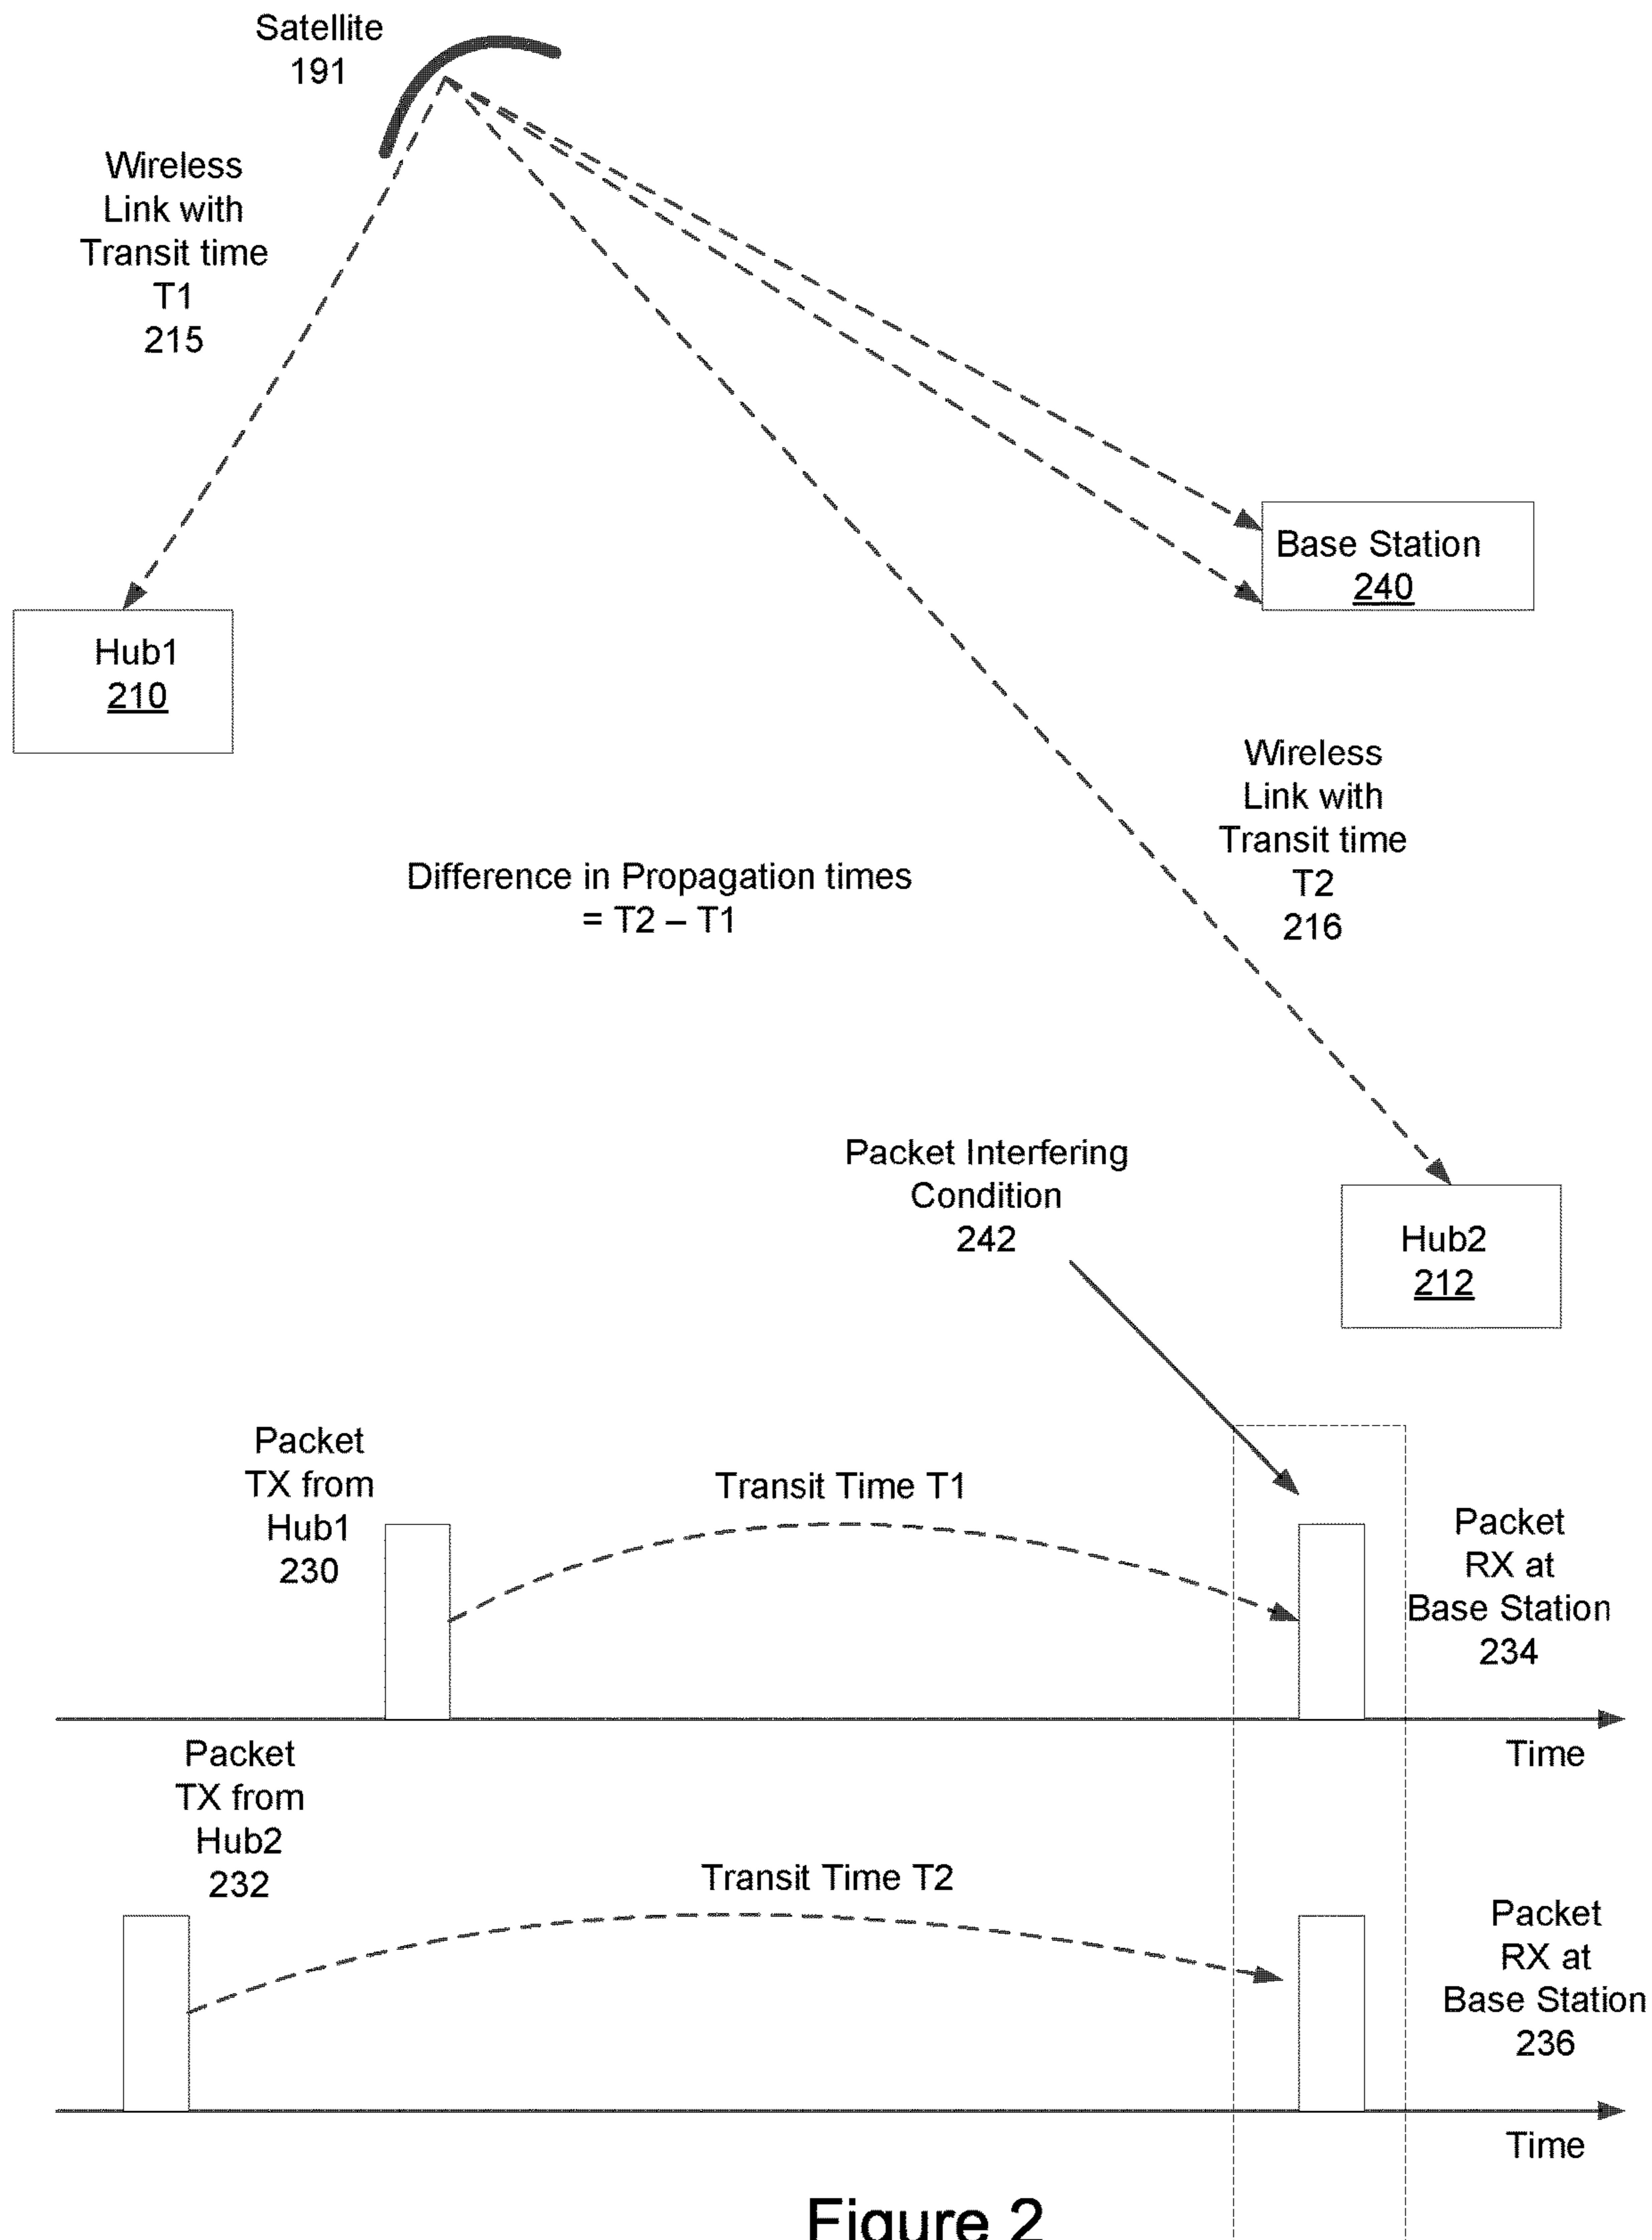 Satellite
191
Wireless
Link with
Transit time
T1
215
Base Station
240
Hub1
210
Wireless
Link with
Transit time
T2
216
Difference in Propagation times
= T2 – T1
Packet Interfering
Condition
242
Hub2
212
Packet
TX from
Hub1
230
Transit Time T1
Packet
RX at
Base Station
234
Time
Packet
TX from
Hub2
232
Transit Time T2
Packet
RX at
Base Station
236
Time
Figure 2